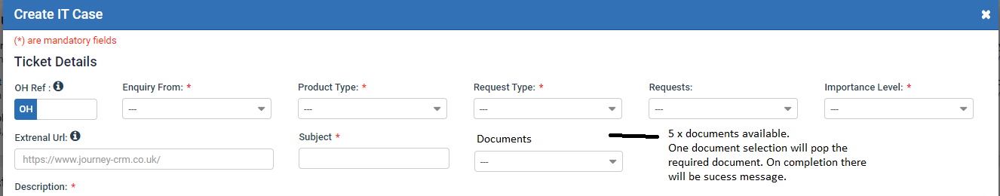 Create IT Case
(*) are mandatory fields
Ticket Details
OH Ref :
Enquiry From: *
Product Type: *
Request Type: *
Requests:
Importance Level: *
OH
---
---
---
---
---
Extrenal Url:
Subject *
Documents
5 x documents available.
One document selection will pop the
required document. On completion there
will be sucess message.
https://www.journey-crm.co.uk/
---
Description: *